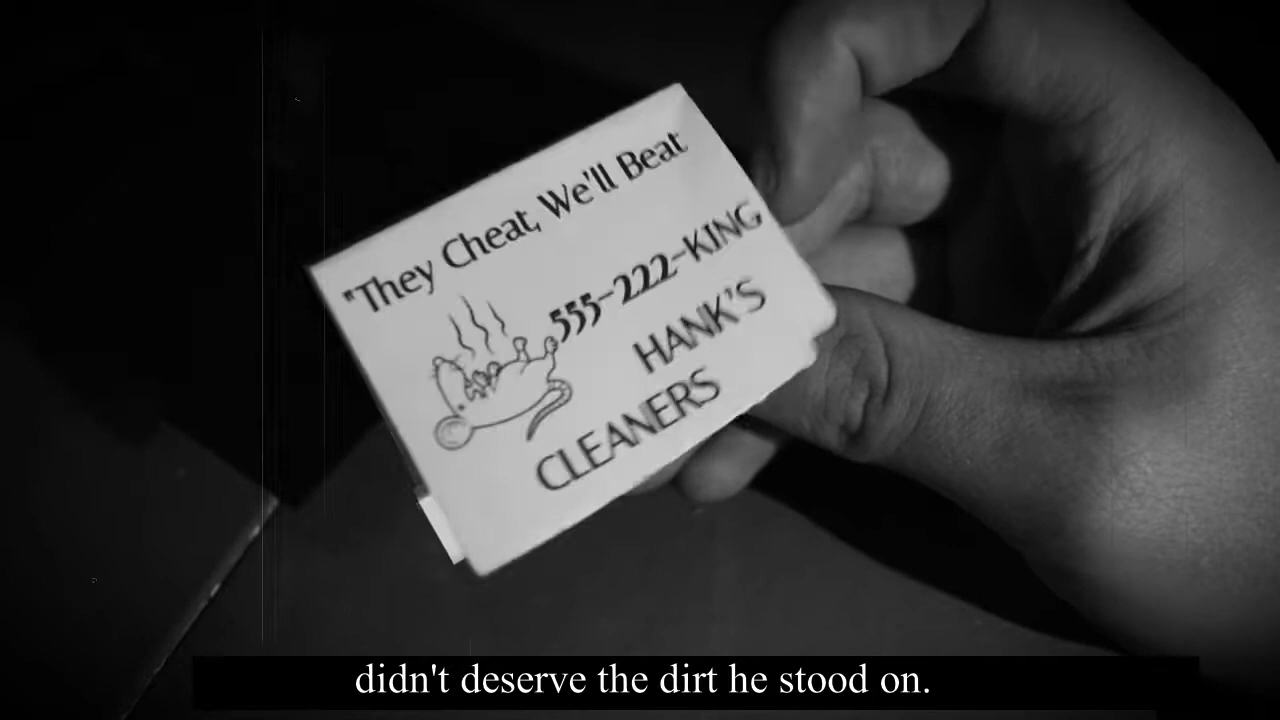 "They Cheat, We'll Beat
555-222-KING
HANK'S
CLEANERS
didn't deserve the dirt he stood on.